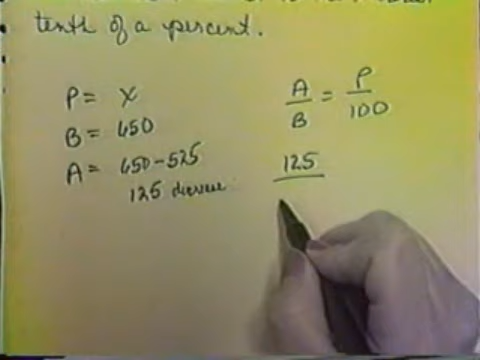 tenth of a percent.
P = X
B = 650
A = 650 - 525
125 decrease
A/B = P/100
125